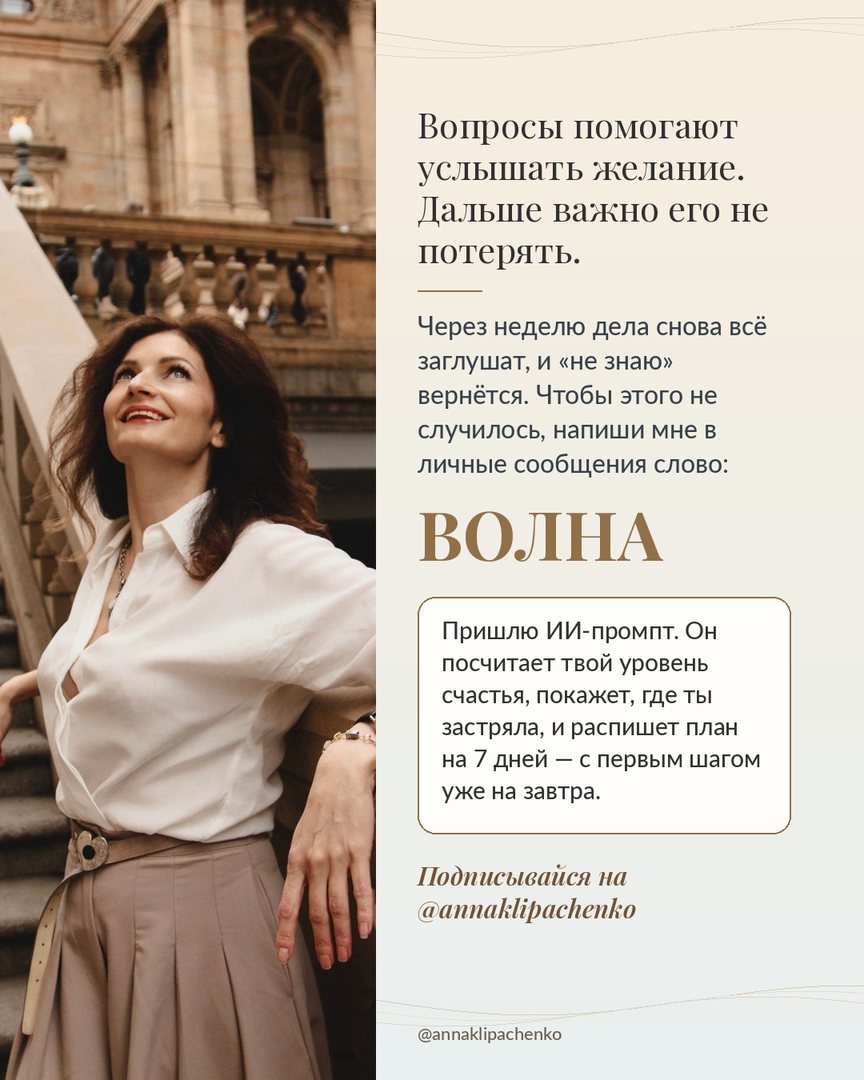 Вопросы помогают
услышать желание.
Дальше важно его не
потерять.
Через неделю дела снова всё
заглушат, и «не знаю»
вернётся. Чтобы этого не
случилось, напиши мне в
личные сообщения слово:
ВОЛНА
Пришлю ИИ-промпт. Он
посчитает твой уровень
счастья, покажет, где ты
застряла, и распишет план
на 7 дней — с первым шагом
уже на завтра.
Подписывайся на
@annaklipachenko
@annaklipachenko